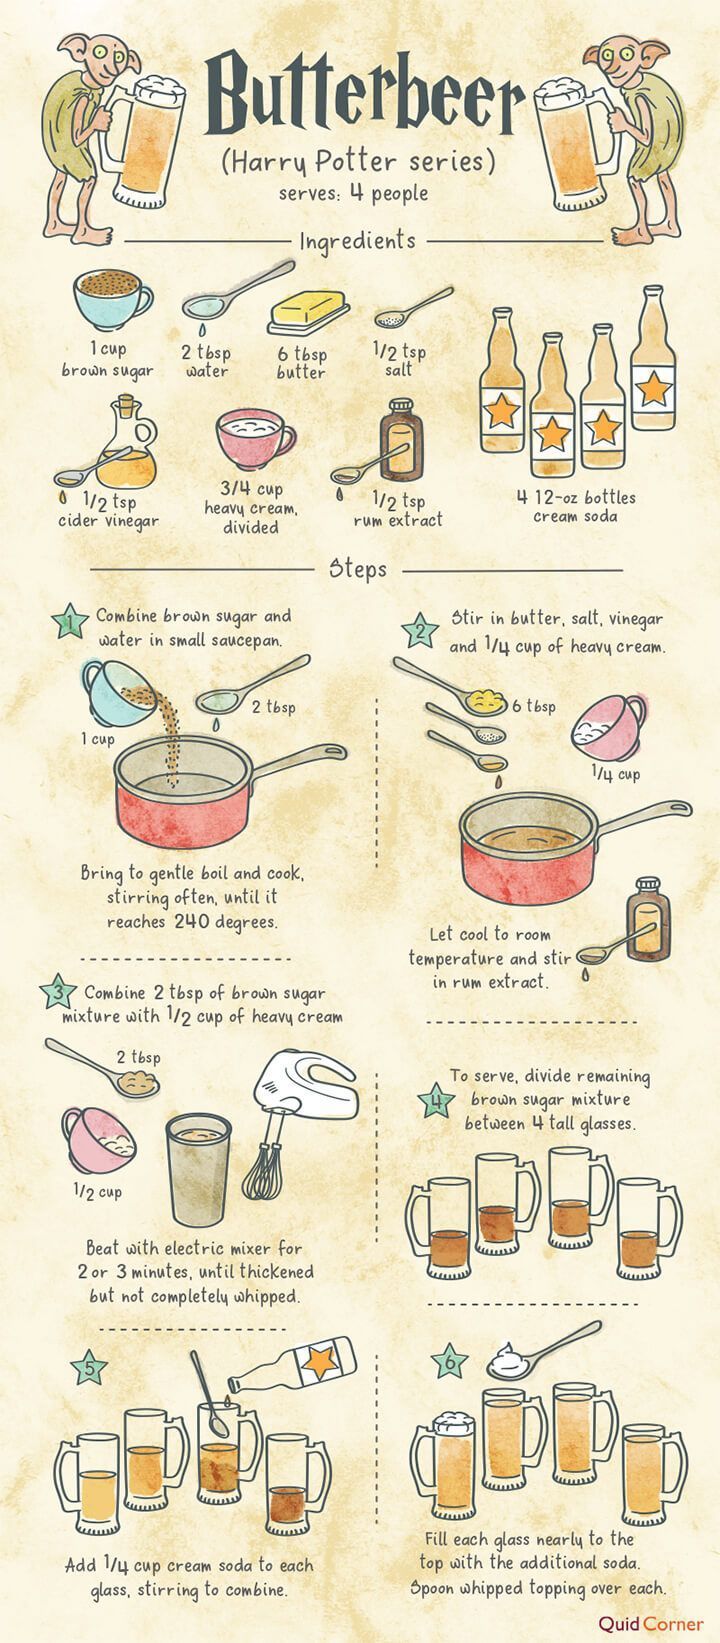 Butterbeer
(Harry Potter series)
serves: 4 people
Ingredients
1 cup
brown sugar
2 tbsp
water
6 tbsp
butter
1/2 tsp
salt
1/2 tsp
cider vinegar
3/4 cup
heavy cream,
divided
1/2 tsp
rum extract
4 12-oz bottles
cream soda
Steps
1
Combine brown sugar and
water in small saucepan.
1 cup
2 tbsp
Bring to gentle boil and cook,
stirring often, until it
reaches 240 degrees.
2
Stir in butter, salt, vinegar
and 1/4 cup of heavy cream.
6 tbsp
1/4 cup
Let cool to room
temperature and stir
in rum extract.
3
Combine 2 tbsp of brown sugar
mixture with 1/2 cup of heavy cream
2 tbsp
1/2 cup
Beat with electric mixer for
2 or 3 minutes, until thickened
but not completely whipped.
4
To serve, divide remaining
brown sugar mixture
between 4 tall glasses.
5
Add 1/4 cup cream soda to each
glass, stirring to combine.
6
Fill each glass nearly to the
top with the additional soda.
Spoon whipped topping over each.
Quid Corner